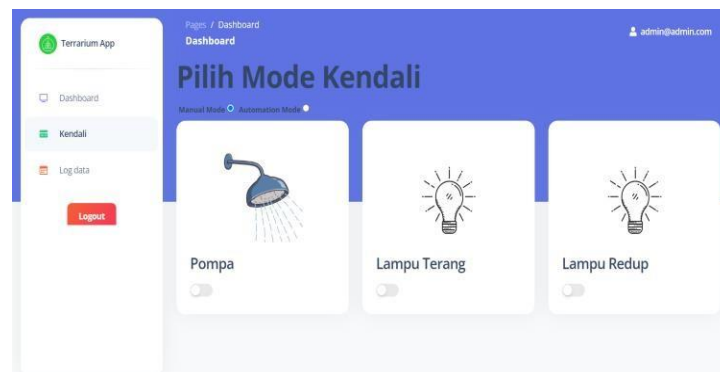 Terrarium App
Dashboard
Kendali
Log data
Logout
Pages / Dashboard
Dashboard
admin@admin.com
Pilih Mode Kendali
Manual Mode Automation Mode
Pompa
Lampu Terang
Lampu Redup